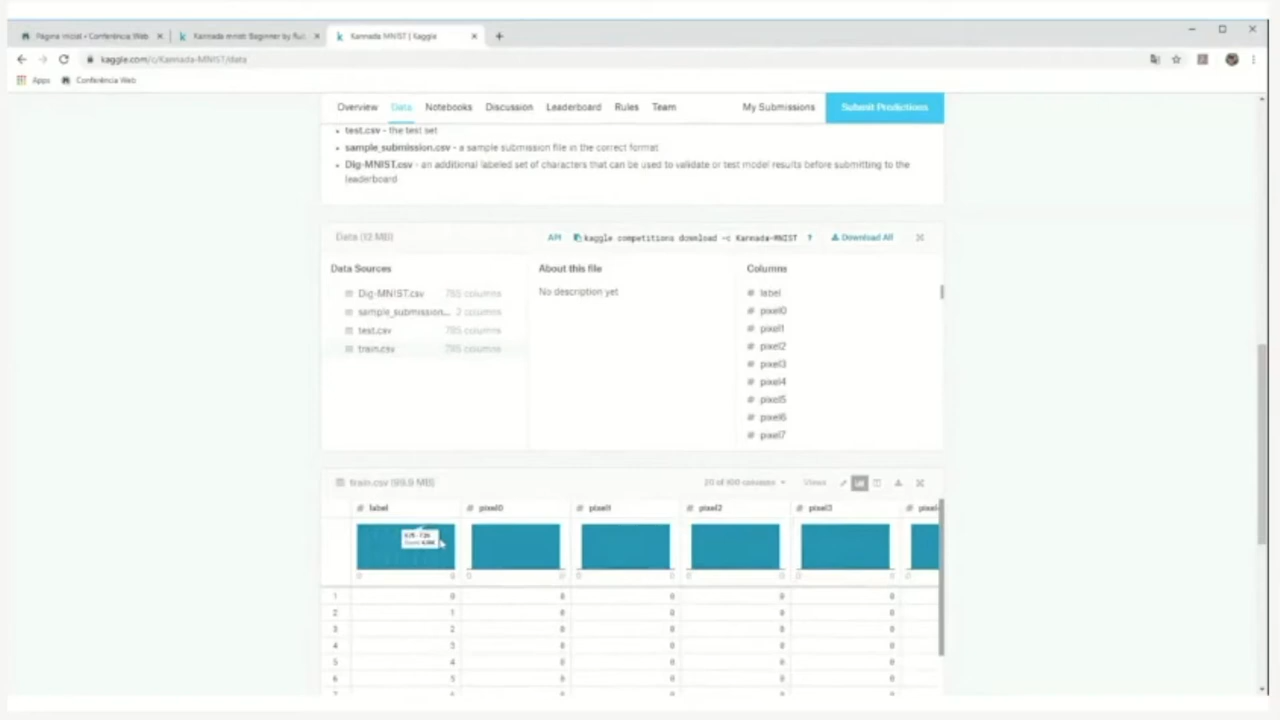 Página inicial • Conferência Web
Kannada mnist: Beginner by
Kannada MNIST | Kaggle
kaggle.com/c/Kannada-MNIST/data
Apps Conferência Web
Overview Data Notebooks Discussion Leaderboard Rules Team My Submissions Submit Predictions
• test.csv - the test set
• sample_submission.csv - a sample submission file in the correct format
• Dig-MNIST.csv - an additional labeled set of characters that can be used to validate or test model results before submitting to the
leaderboard
Data (12 MB) API kaggle competitions download -c Kannada-MNIST ? Download All
Data Sources About this file Columns
Dig-MNIST.csv 785 columns No description yet # label
sample_submission... 2 columns # pixel0
test.csv 785 columns # pixel1
train.csv 785 columns # pixel2
# pixel3
# pixel4
# pixel5
# pixel6
# pixel7
train.csv (99.9 MB) 20 of 100 columns Views
# label # pixel0 # pixel1 # pixel2 # pixel3
1 0 0 0 0 0
2 1 0 0 0 0
3 2 0 0 0 0
4 3 0 0 0 0
5 4 0 0 0 0
6 5 0 0 0 0